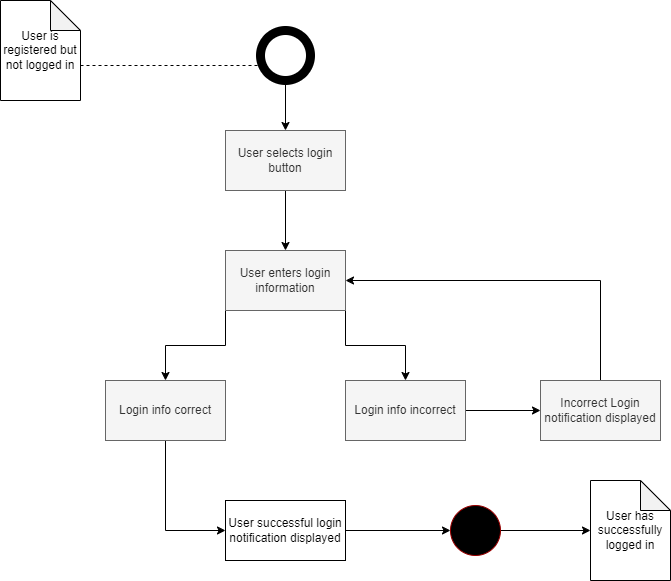 User is
registered but
not logged in
User selects login
button
User enters login
information
Login info correct
Login info incorrect
Incorrect Login
notification displayed
User successful login
notification displayed
User has
successfully
logged in